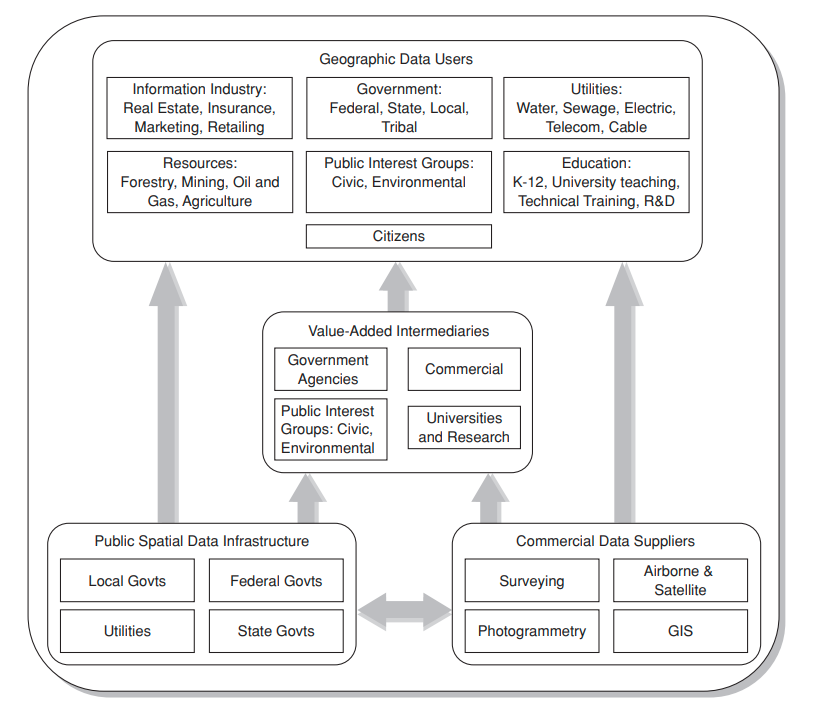 Geographic Data Users
Information Industry:
Real Estate, Insurance,
Marketing, Retailing
Government:
Federal, State, Local,
Tribal
Utilities:
Water, Sewage, Electric,
Telecom, Cable
Resources:
Forestry, Mining, Oil and
Gas, Agriculture
Public Interest Groups:
Civic, Environmental
Education:
K-12, University teaching,
Technical Training, R&D
Citizens
Value-Added Intermediaries
Government
Agencies
Commercial
Public Interest
Groups: Civic,
Environmental
Universities
and Research
Public Spatial Data Infrastructure
Local Govts
Federal Govts
Utilities
State Govts
Commercial Data Suppliers
Surveying
Airborne &
Satellite
Photogrammetry
GIS